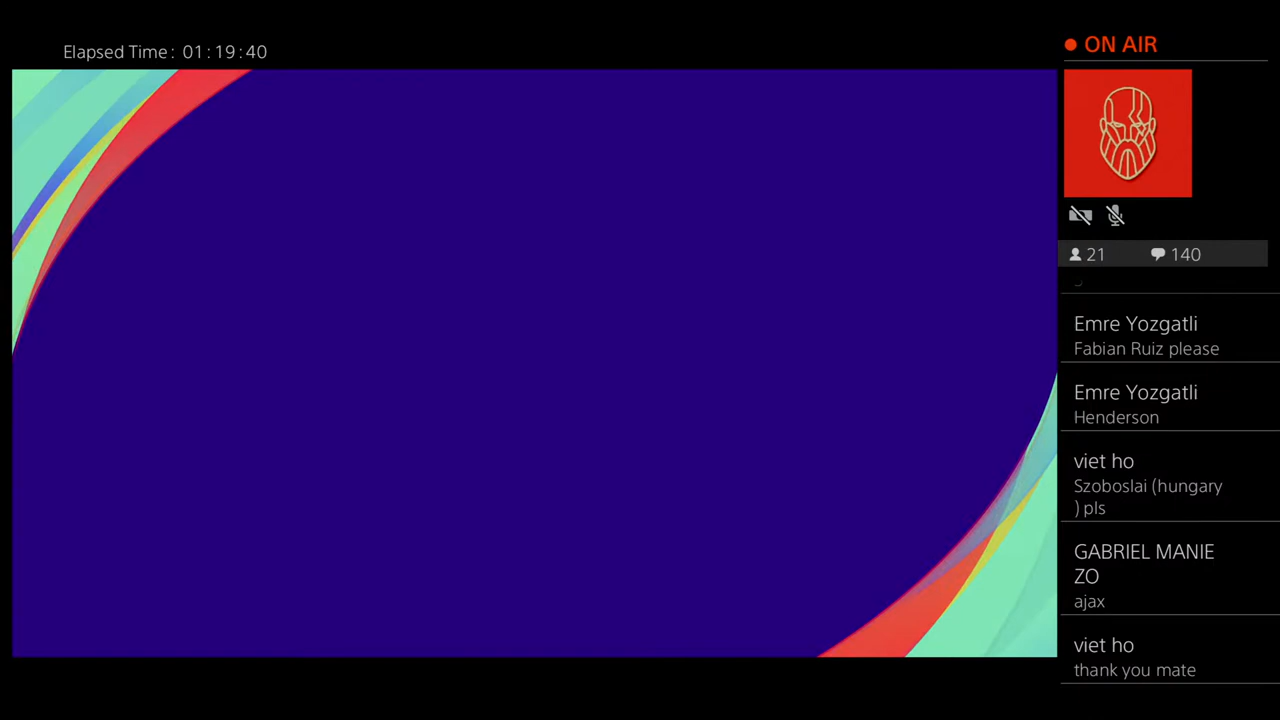 Elapsed Time: 01:19:40
ON AIR
21 140
Emre Yozgatli
Fabian Ruiz please
Emre Yozgatli
Henderson
viet ho
Szoboslai (hungary
) pls
GABRIEL MANIE
ZO
ajax
viet ho
thank you mate